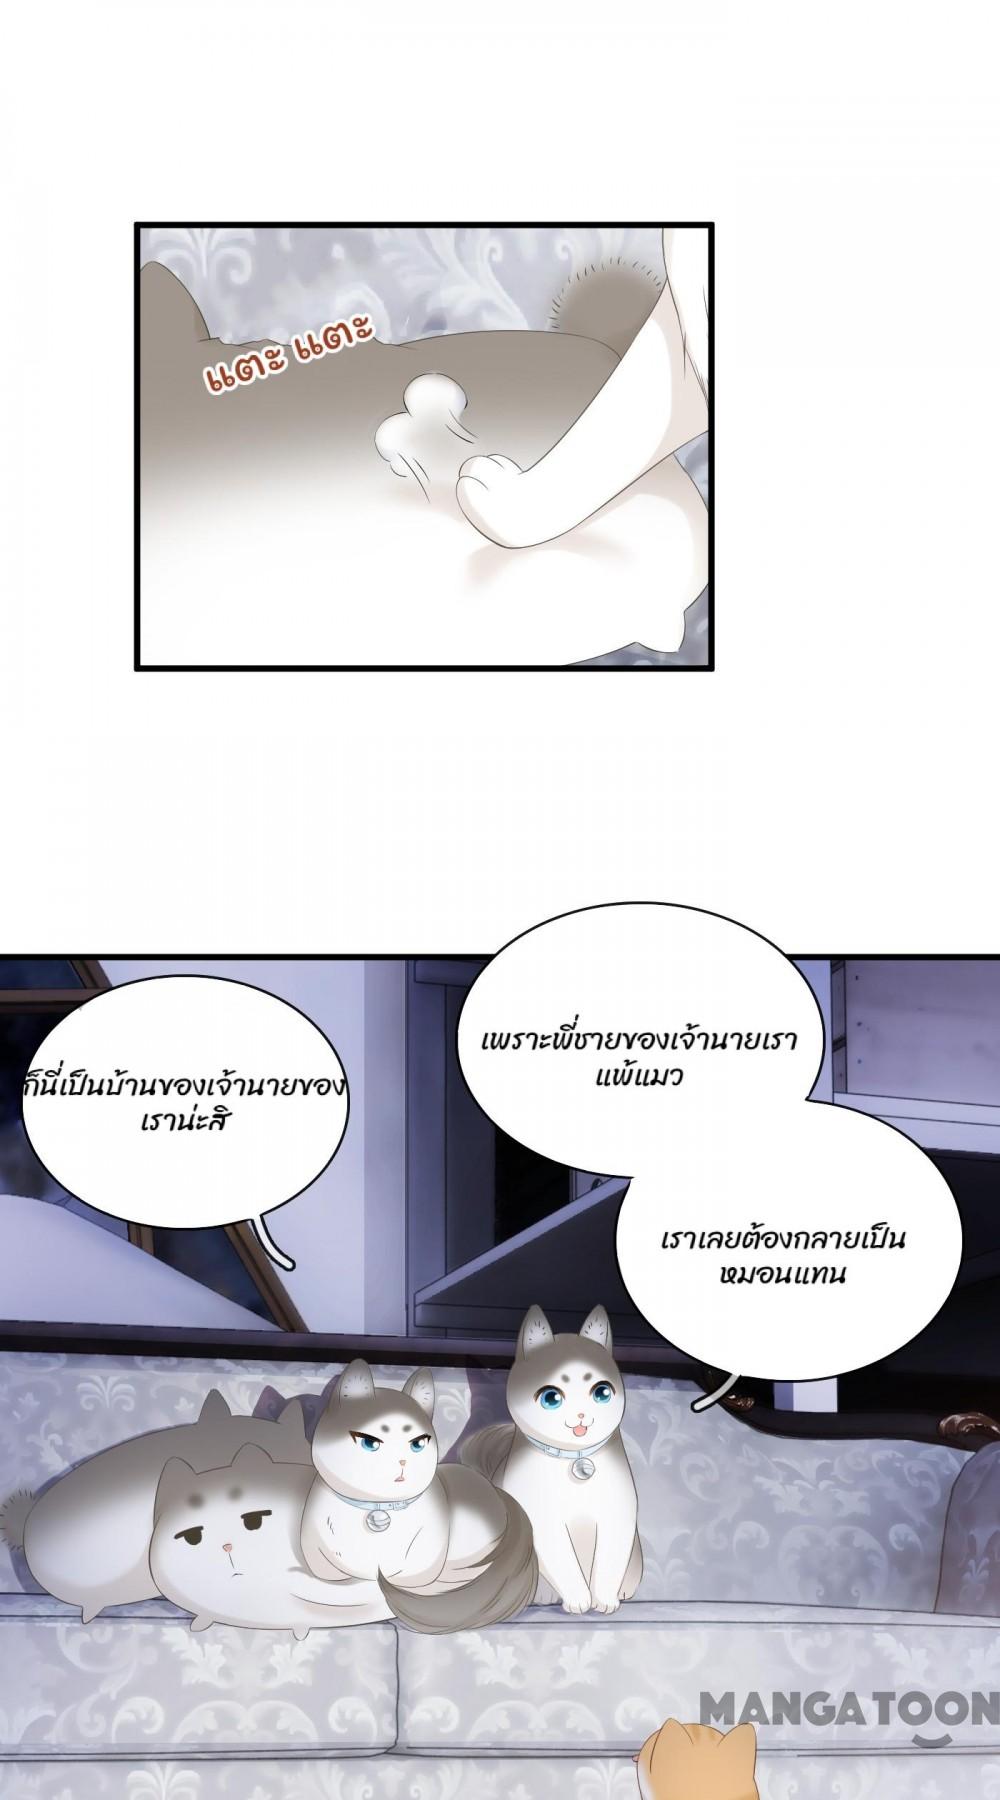 แตะ แตะ
ก็นี่เป็นบ้านของเจ้านายของ
เราน่ะสิ
เพราะพี่ชายของเจ้านายเรา
แพ้แมว
เราเลยต้องกลายเป็น
หมอนแทน
MANGATOON